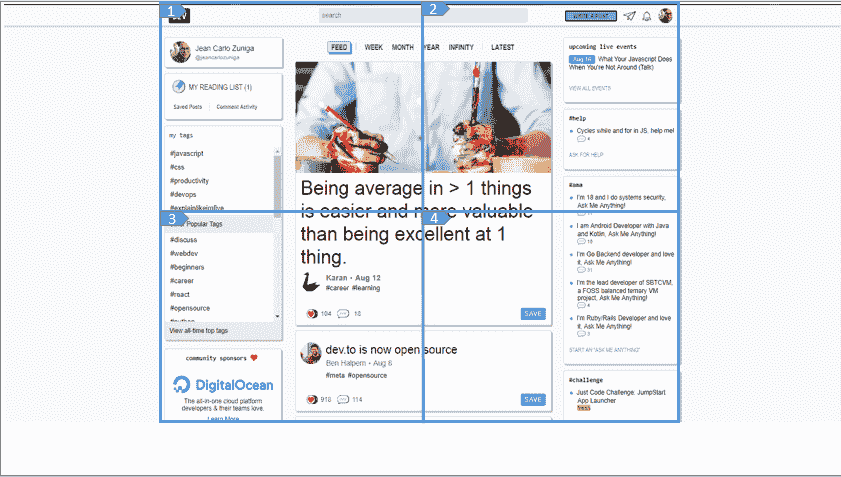 1
2
DEV
search
Jean Carlo Zuniga
@jeancarlozuniga
MY READING LIST (1)
Saved Posts
Comment Activity
my tags
#javascript
#css
#productivity
#devops
#explainlikeimfive
3
Popular Tags
#discuss
#webdev
#beginners
#career
#react
#opensource
#python
View all-time top tags
community sponsors
DigitalOcean
The all-in-one cloud platform
developers & their teams love.
Learn More
FEED
WEEK
MONTH
YEAR
INFINITY
LATEST
Being average in > 1 things
is easier and more valuable
than being excellent at 1
thing.
4
Karan • Aug 12
#career #learning
104
18
SAVE
dev.to is now open source
Ben Halpern • Aug 8
#meta #opensource
918
114
SAVE
upcoming live events
Aug 16 What Your Javascript Does
When You're Not Around (Talk)
VIEW ALL EVENTS
#help
Cycles while and for in JS, help me!
4
ASK FOR HELP
#ama
I'm 18 and I do systems security,
Ask Me Anything!
I am Android Developer with Java
and Kotlin, Ask Me Anything!
18
I'm Go Backend developer and love
it, Ask Me Anything!
31
I'm the lead developer of SBTCVM,
a FOSS balanced ternary VM
project, Ask Me Anything!
4
I'm Ruby/Rails Developer and love
it, Ask Me Anything!
3
START AN "ASK ME ANYTHING"
#challenge
Just Code Challenge: JumpStart
App Launcher